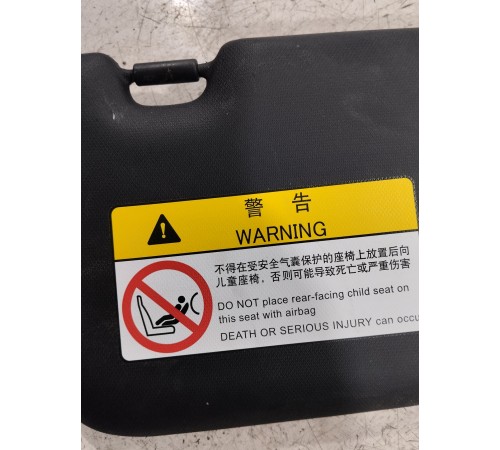 警 告
WARNING
不得在受安全气囊保护的座椅上放置后向
儿童座椅，否则可能导致死亡或严重伤害
DO NOT place rear-facing child seat on
this seat with airbag
DEATH OR SERIOUS INJURY can occu